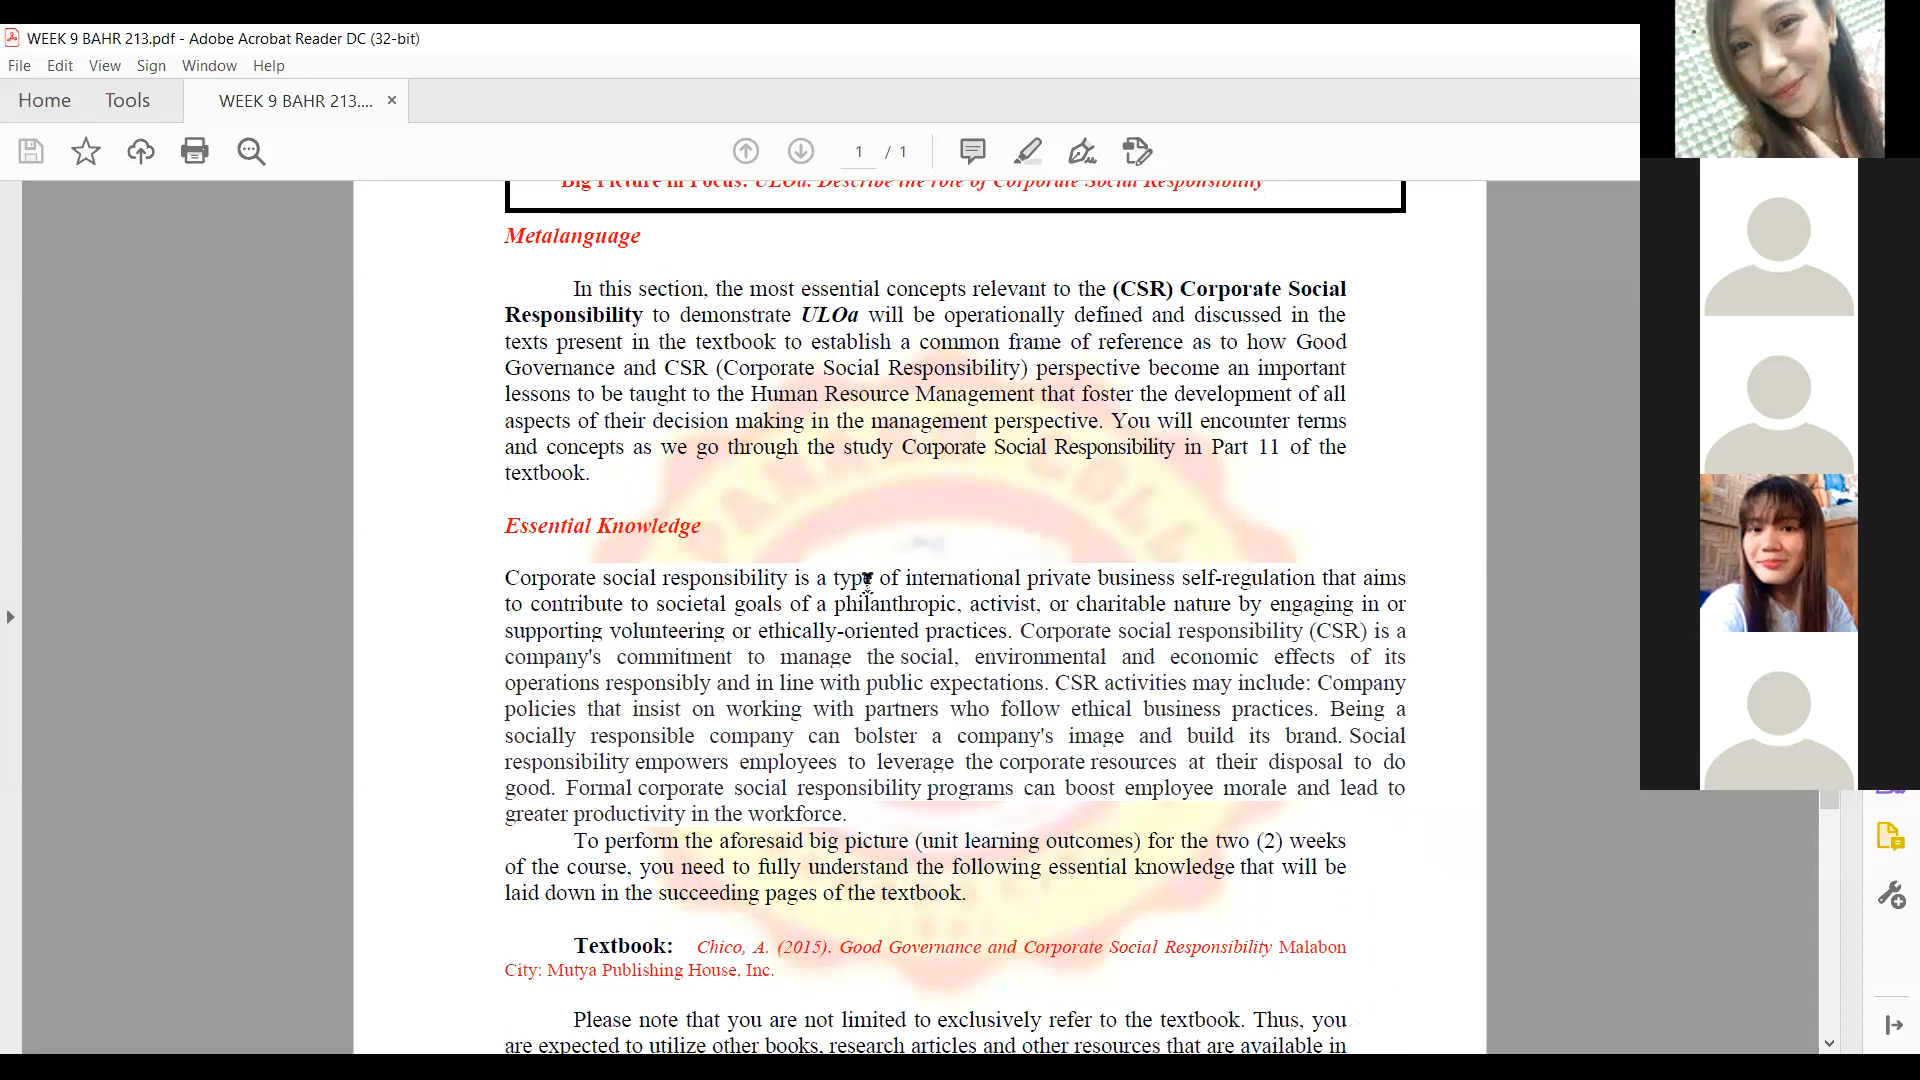 WEEK 9 BAHR 213.pdf - Adobe Acrobat Reader DC (32-bit)
File Edit View Sign Window Help
Home Tools WEEK 9 BAHR 213.... ×
1 / 1
Big Picture in Focus: ULOa. Describe the role of Corporate Social Responsibility
Metalanguage
In this section, the most essential concepts relevant to the (CSR) Corporate Social
Responsibility to demonstrate ULOa will be operationally defined and discussed in the
texts present in the textbook to establish a common frame of reference as to how Good
Governance and CSR (Corporate Social Responsibility) perspective become an important
lessons to be taught to the Human Resource Management that foster the development of all
aspects of their decision making in the management perspective. You will encounter terms
and concepts as we go through the study Corporate Social Responsibility in Part 11 of the
textbook.
Essential Knowledge
Corporate social responsibility is a type of international private business self-regulation that aims
to contribute to societal goals of a philanthropic, activist, or charitable nature by engaging in or
supporting volunteering or ethically-oriented practices. Corporate social responsibility (CSR) is a
company's commitment to manage the social, environmental and economic effects of its
operations responsibly and in line with public expectations. CSR activities may include: Company
policies that insist on working with partners who follow ethical business practices. Being a
socially responsible company can bolster a company's image and build its brand. Social
responsibility empowers employees to leverage the corporate resources at their disposal to do
good. Formal corporate social responsibility programs can boost employee morale and lead to
greater productivity in the workforce.
To perform the aforesaid big picture (unit learning outcomes) for the two (2) weeks
of the course, you need to fully understand the following essential knowledge that will be
laid down in the succeeding pages of the textbook.
Textbook: Chico, A. (2015). Good Governance and Corporate Social Responsibility Malabon
City: Mutya Publishing House, Inc.
Please note that you are not limited to exclusively refer to the textbook. Thus, you
are expected to utilize other books, research articles and other resources that are available in